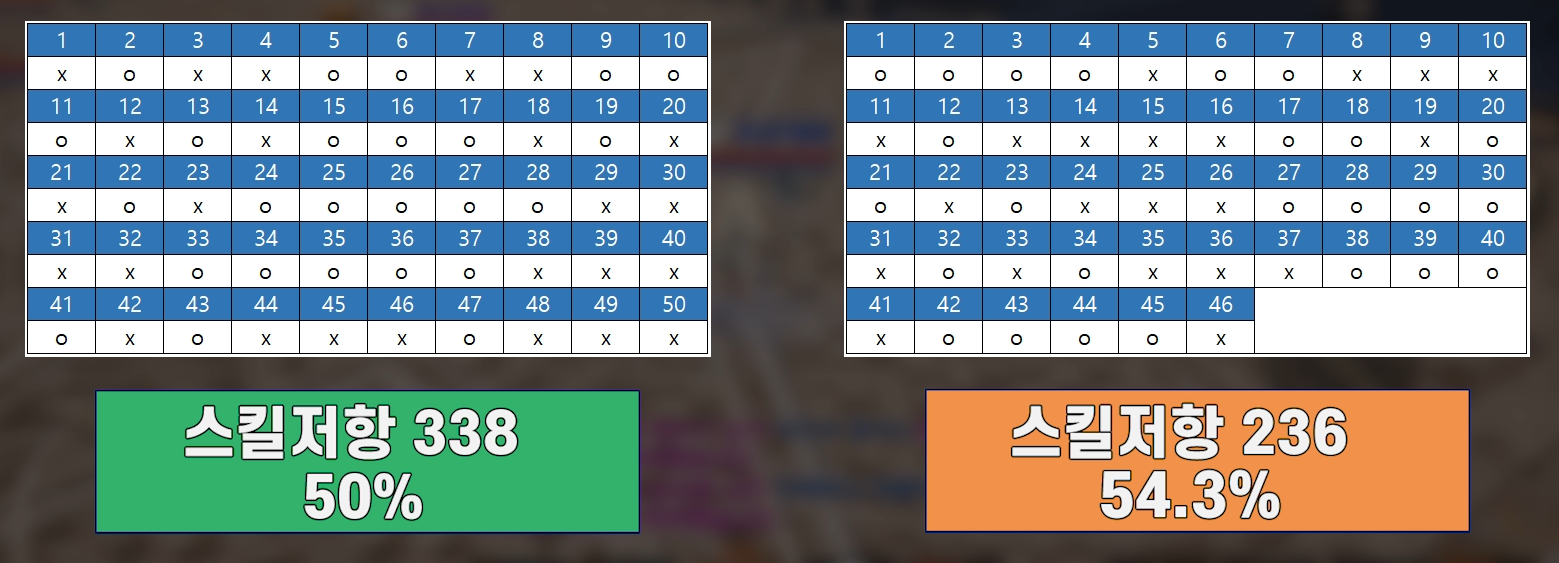 1 2 3 4 5 6 7 8 9 10
x o x x o o x x o o
11 12 13 14 15 16 17 18 19 20
o x o x o o o x o x
21 22 23 24 25 26 27 28 29 30
x o x o o o o o x x
31 32 33 34 35 36 37 38 39 40
x x o o o o o x x x
41 42 43 44 45 46 47 48 49 50
o x o x x x o x x x
스킬저항 338
50%
1 2 3 4 5 6 7 8 9 10
o o o o x o o x x x
11 12 13 14 15 16 17 18 19 20
x o x x x x o o x o
21 22 23 24 25 26 27 28 29 30
o x o x x x o o o o
31 32 33 34 35 36 37 38 39 40
x o x o x x x o o o
41 42 43 44 45 46
x o o o o x
스킬저항 236
54.3%